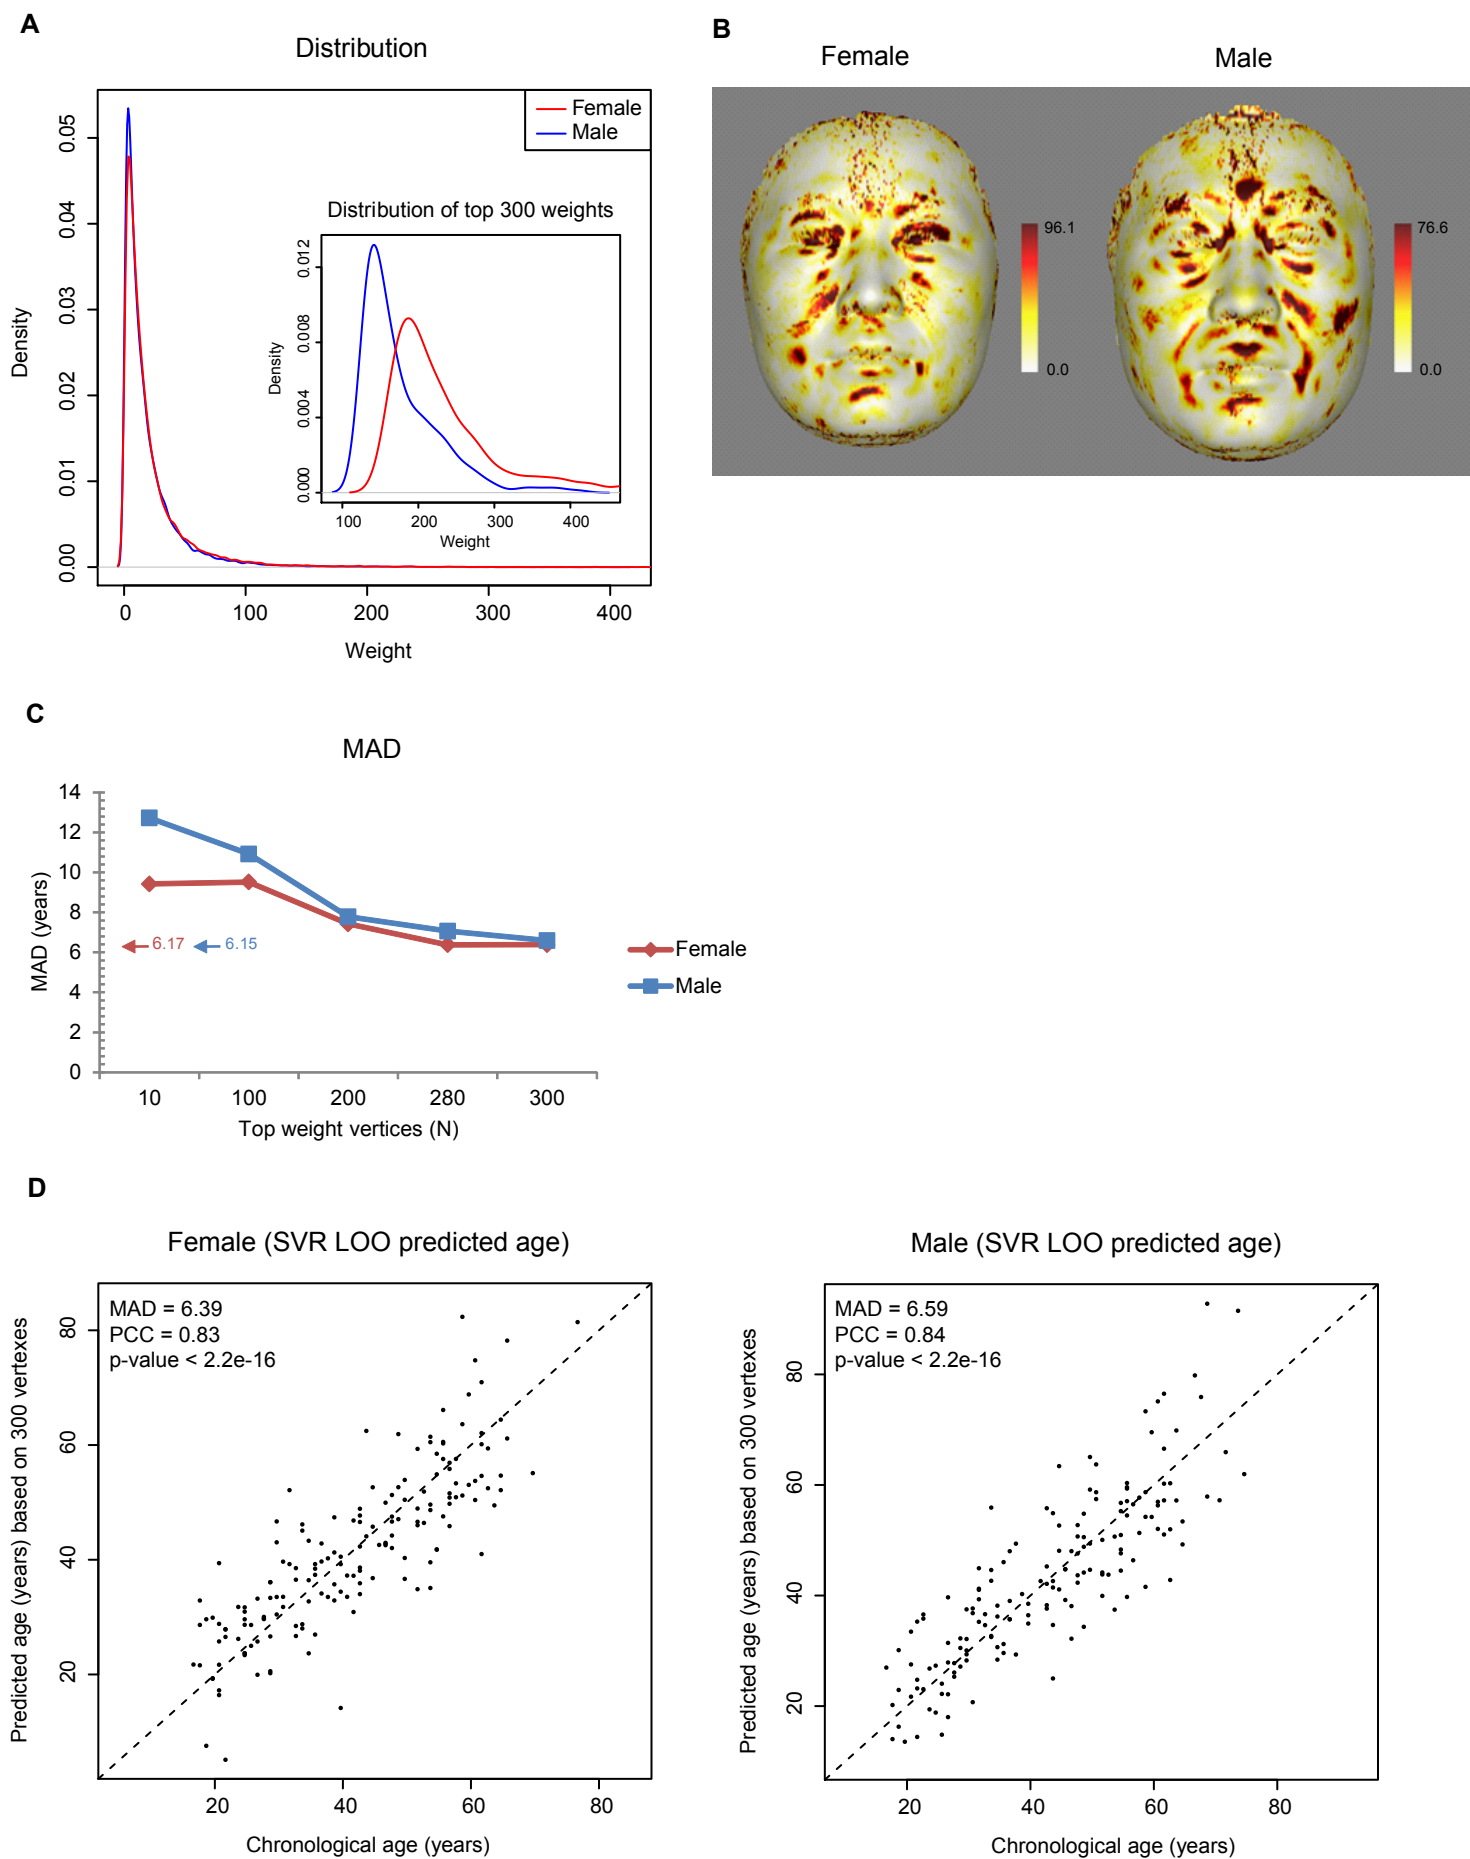 A
Distribution
Female
Male
Density
0.00
0.01
0.02
0.03
0.04
0.05
Distribution of top 300 weights
Density
0.000
0.004
0.008
0.012
100
200
300
400
Weight
0
100
200
300
400
Weight
B
Female
Male
96.1
0.0
76.6
0.0
C
MAD
MAD (years)
14
12
10
8
6
4
2
0
6.17
6.15
Female
Male
10
100
200
280
300
Top weight vertices (N)
D
Female (SVR LOO predicted age)
MAD = 6.39
PCC = 0.83
p-value < 2.2e-16
Predicted age (years) based on 300 vertexes
20
40
60
80
20
40
60
80
Chronological age (years)
Male (SVR LOO predicted age)
MAD = 6.59
PCC = 0.84
p-value < 2.2e-16
Predicted age (years) based on 300 vertexes
20
40
60
80
20
40
60
80
Chronological age (years)